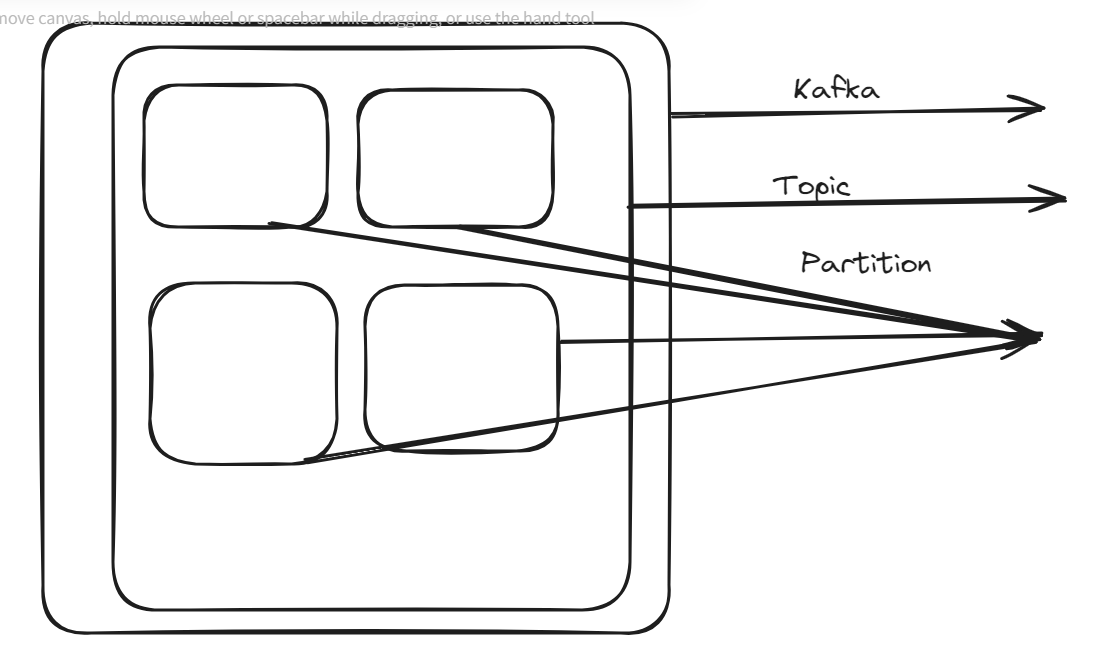 move canvas, hold mouse wheel or spacebar while dragging, or use the hand tool
Kafka
Topic
Partition